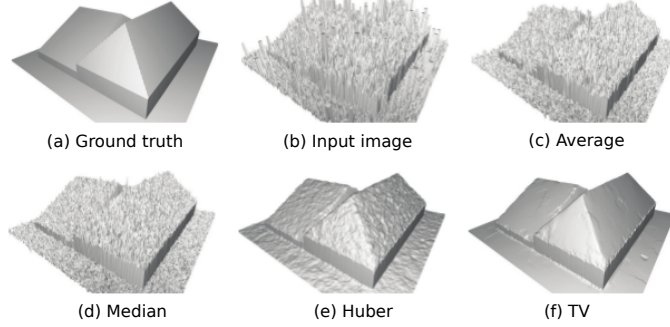 (a) Ground truth
(b) Input image
(c) Average
(d) Median
(e) Huber
(f) TV